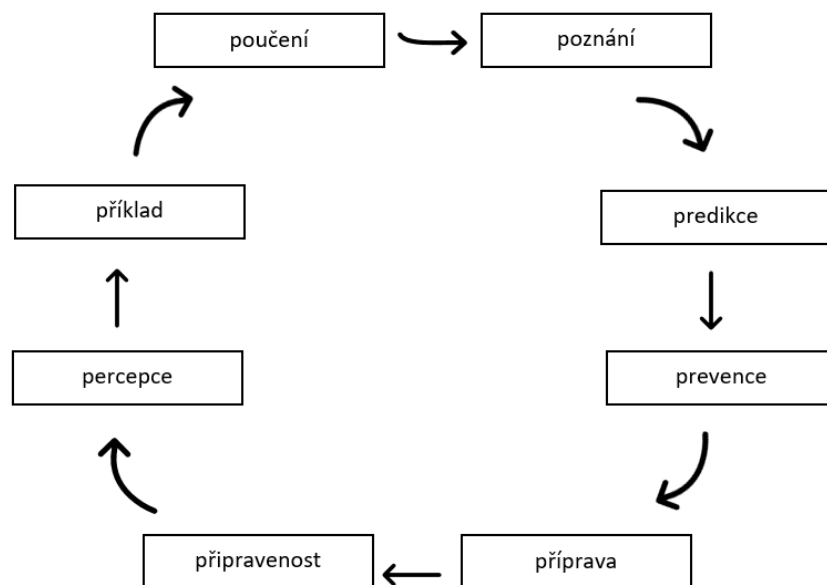 poučení
poznání
predikce
prevence
příprava
připravenost
percepce
příklad